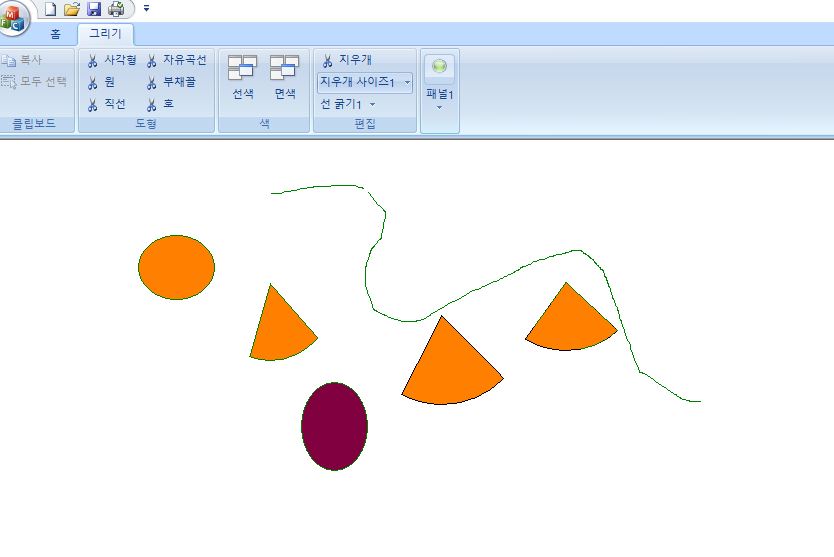 홈 그리기
복사 사각형 자유곡선 지우개
모두 선택 원 부채꼴 선색 면색 지우개 사이즈1 패널1
직선 호 선 굵기1
클립보드 도형 색 편집
M
F C